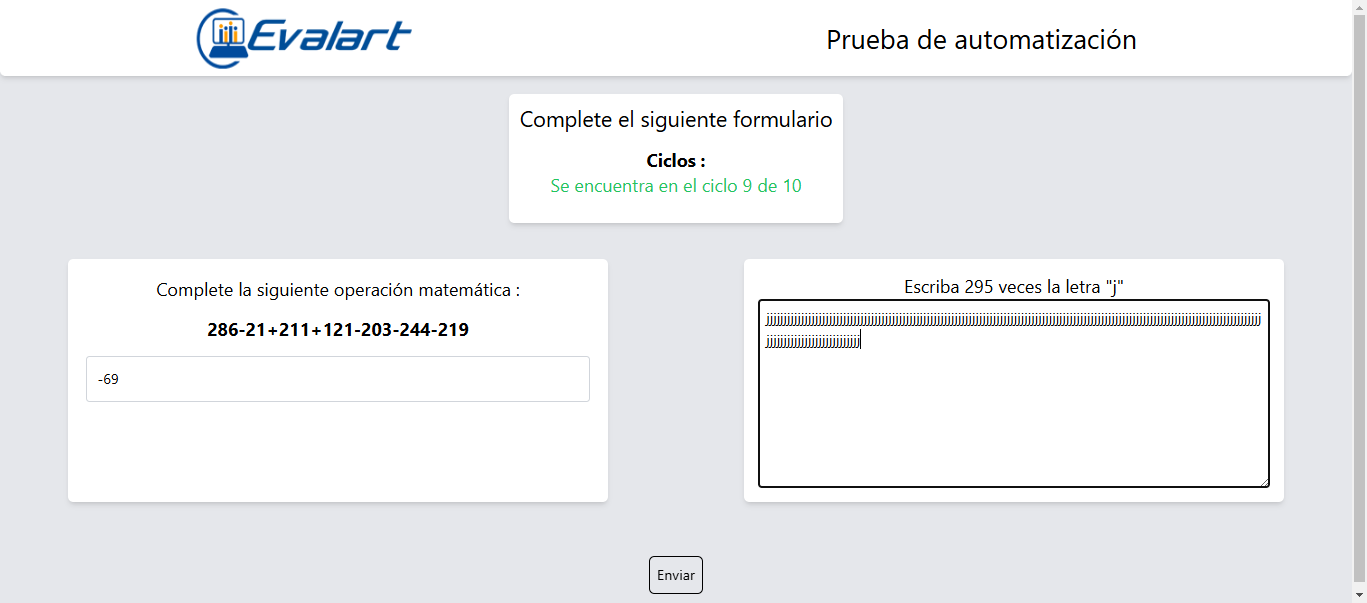 Evalart
Prueba de automatización
Complete el siguiente formulario
Ciclos :
Se encuentra en el ciclo 9 de 10
Complete la siguiente operación matemática :
286-21+211+121-203-244-219
-69
Escriba 295 veces la letra "j"
Enviar